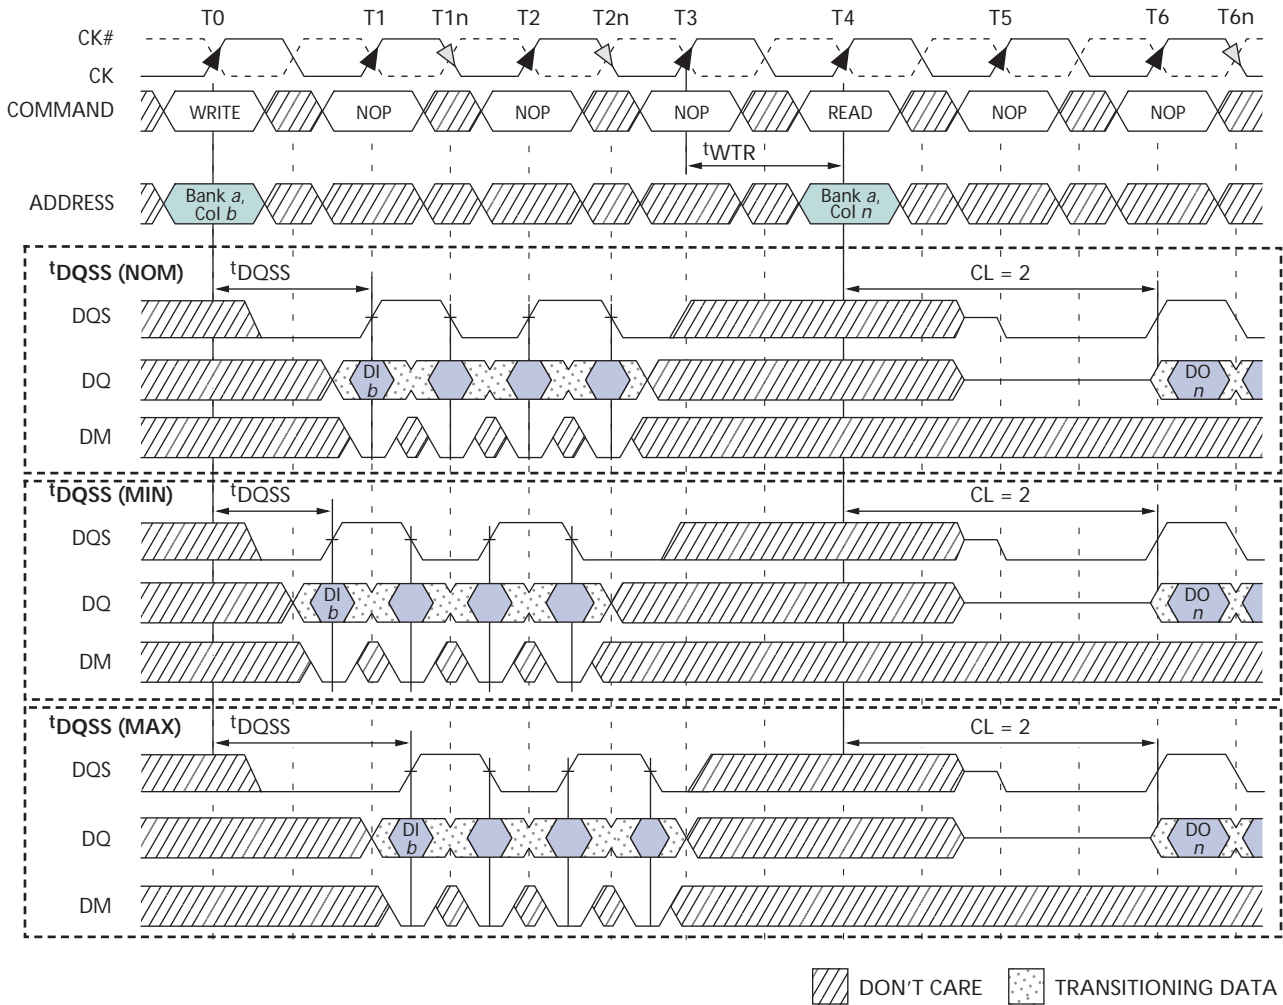 T0 T1 T1n T2 T2n T3 T4 T5 T6 T6n
CK#
CK
COMMAND WRITE NOP NOP NOP READ NOP NOP
tWTR
ADDRESS Bank a, Col b Bank a, Col n
tDQSS (NOM) tDQSS CL = 2
DQS
DQ DI b DO n
DM
tDQSS (MIN) tDQSS CL = 2
DQS
DQ DI b DO n
DM
tDQSS (MAX) tDQSS CL = 2
DQS
DQ DI b DO n
DM
DON'T CARE TRANSITIONING DATA